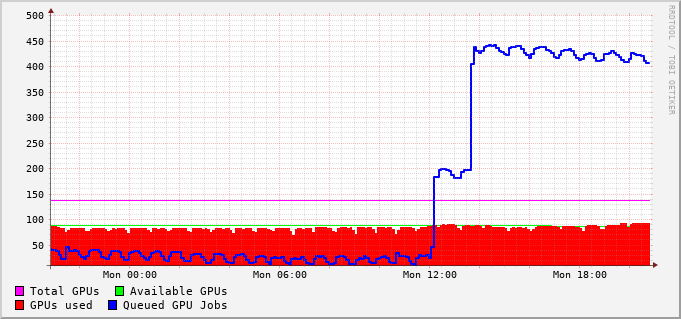 500
450
400
350
300
250
200
150
100
50
Mon 00:00 Mon 06:00 Mon 12:00 Mon 18:00
Total GPUs Available GPUs
GPUs used Queued GPU Jobs
RRDTOOL / TOBI OETIKER